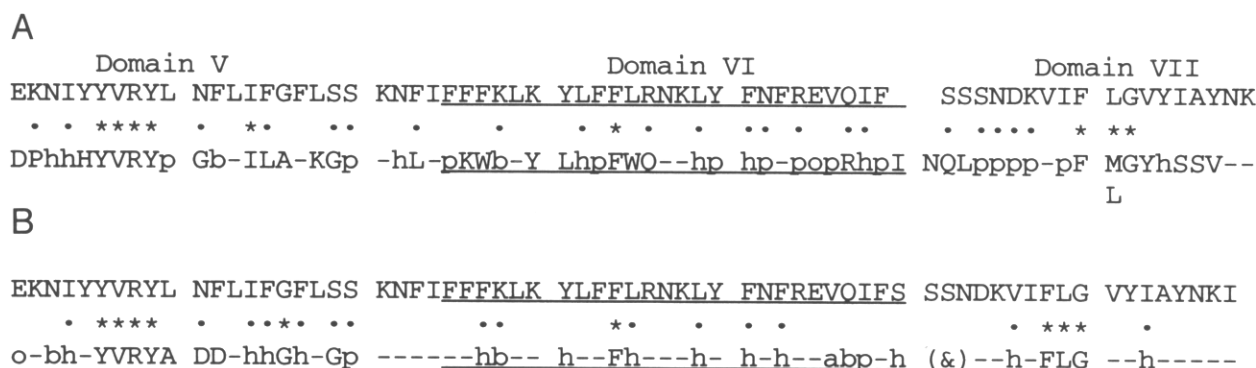 A
Domain V Domain VI Domain VII
EKNIYYVRYL NFLIFGFLSS KNFIFFFKLK YLFFLRNKLY FNFREVQIF SSSNDKVIF LGVYIAYNK
• • **** • *• •• • • • * • • •• • •• • •••• * **
DPhhHYVRYp Gb-ILA-KGp -hL-pKWb-Y LhpFWQ--hp hp-popRhpI NQLpppp-pF MGYhSSV--
L
B
EKNIYYVRYL NFLIFGFLSS KNFIFFFKLK YLFFLRNKLY FNFREVQIFS SSNDKVIFLG VYIAYNKI
• **** • ••*• •• •• *• • • • • *** •
o-bh-YVRYA DD-hhGh-Gp ------hb-- h--Fh---h- h-h--abp-h (&)--h-FLG --h-----